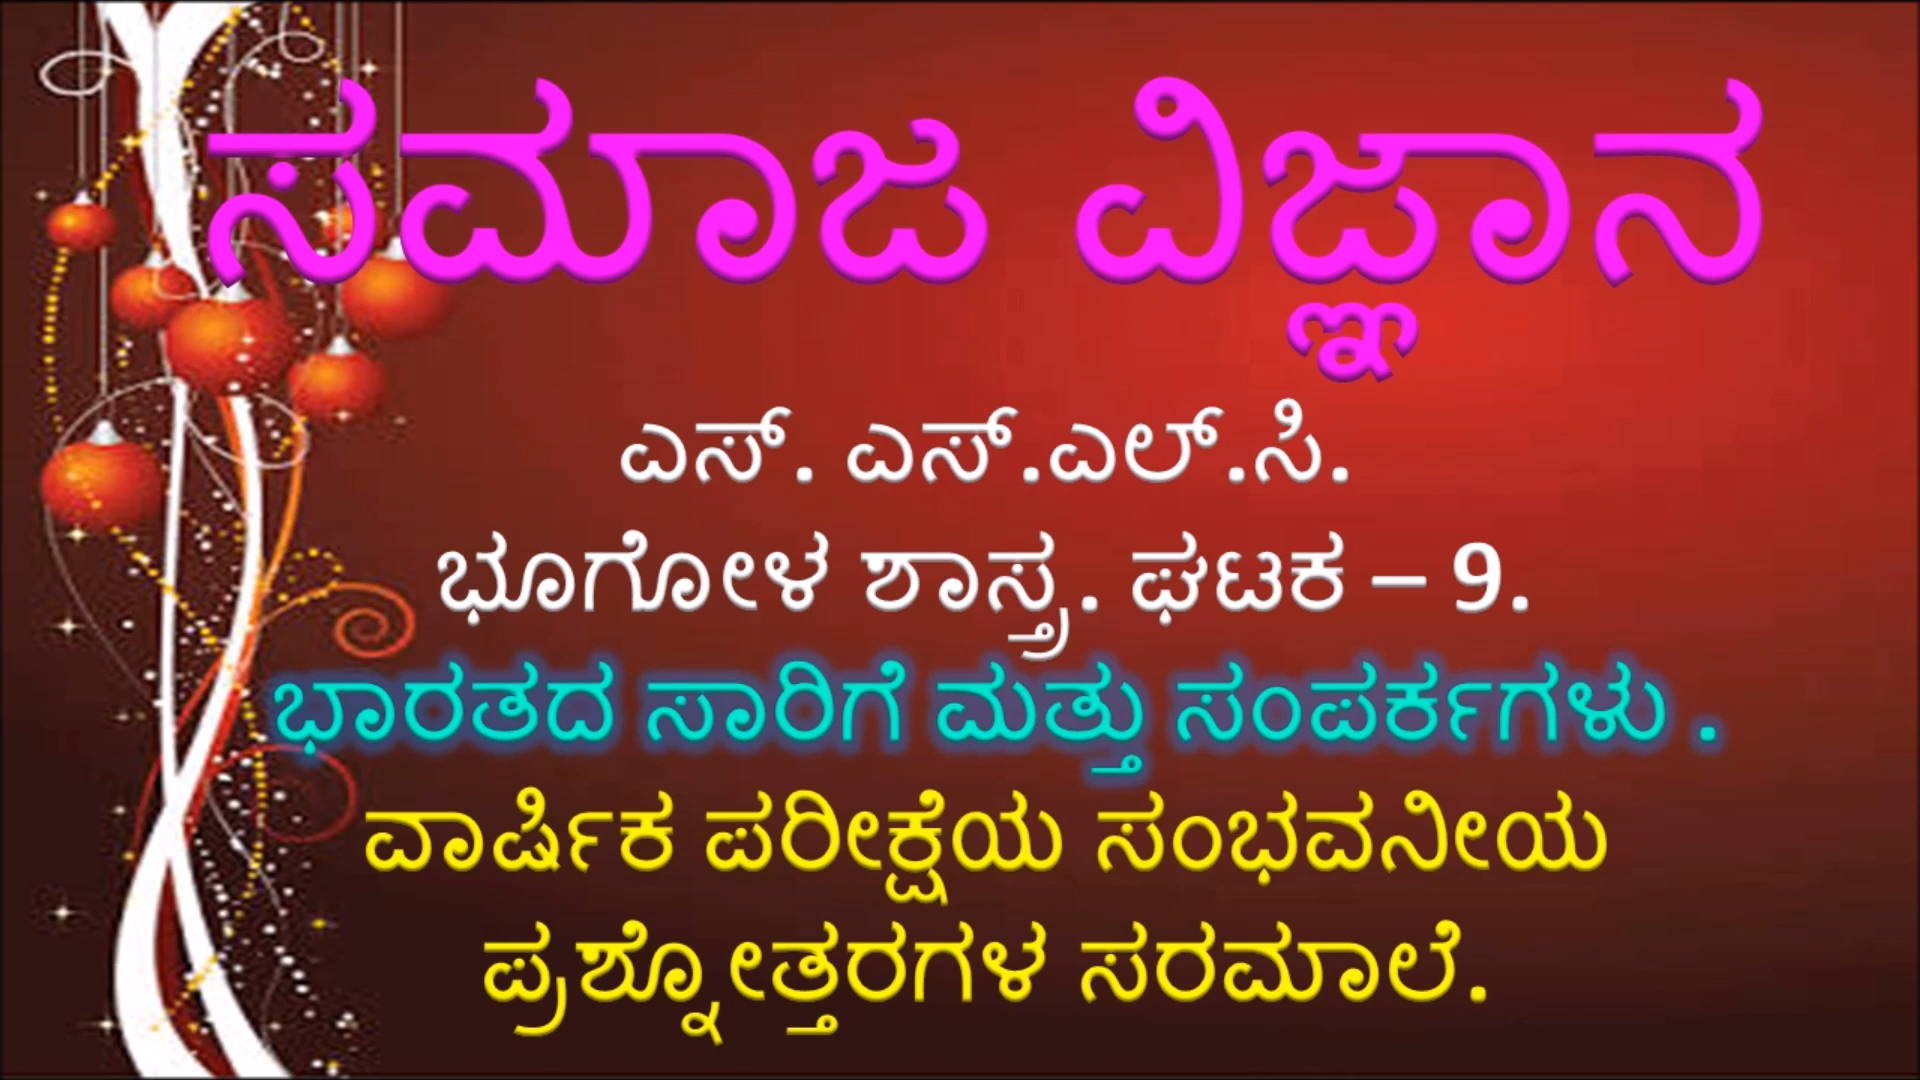 ಸಮಾಜ ವಿಜ್ಞಾನ
ಎಸ್. ಎಸ್.ಎಲ್.ಸಿ.
ಭೂಗೋಳ ಶಾಸ್ತ್ರ. ಘಟಕ – 9.
ಭಾರತದ ಸಾರಿಗೆ ಮತ್ತು ಸಂಪರ್ಕಗಳು .
ವಾರ್ಷಿಕ ಪರೀಕ್ಷೆಯ ಸಂಭವನೀಯ
ಪ್ರಶ್ನೋತ್ತರಗಳ ಸರಮಾಲೆ.